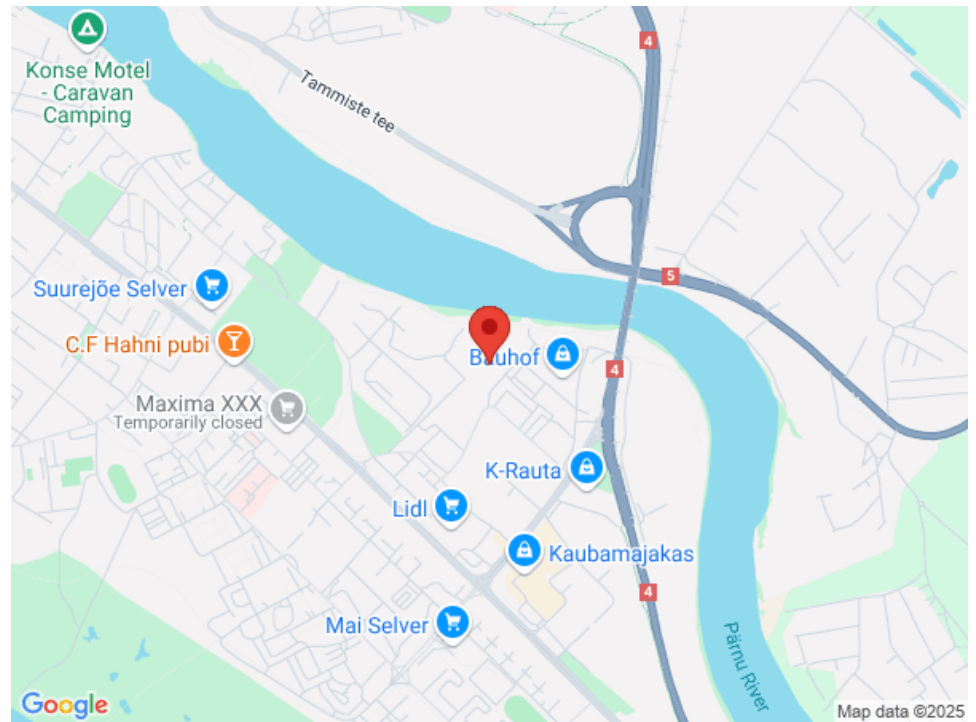 4
Konse Motel
- Caravan
Camping
Tammiste tee
5
Suurejõe Selver
C.F Hahni pubi
Bauhof
4
Maxima XXX
Temporarily closed
K-Rauta
Lidl
Kaubamajakas
4
Mai Selver
Pärnu River
Google
Map data ©2025